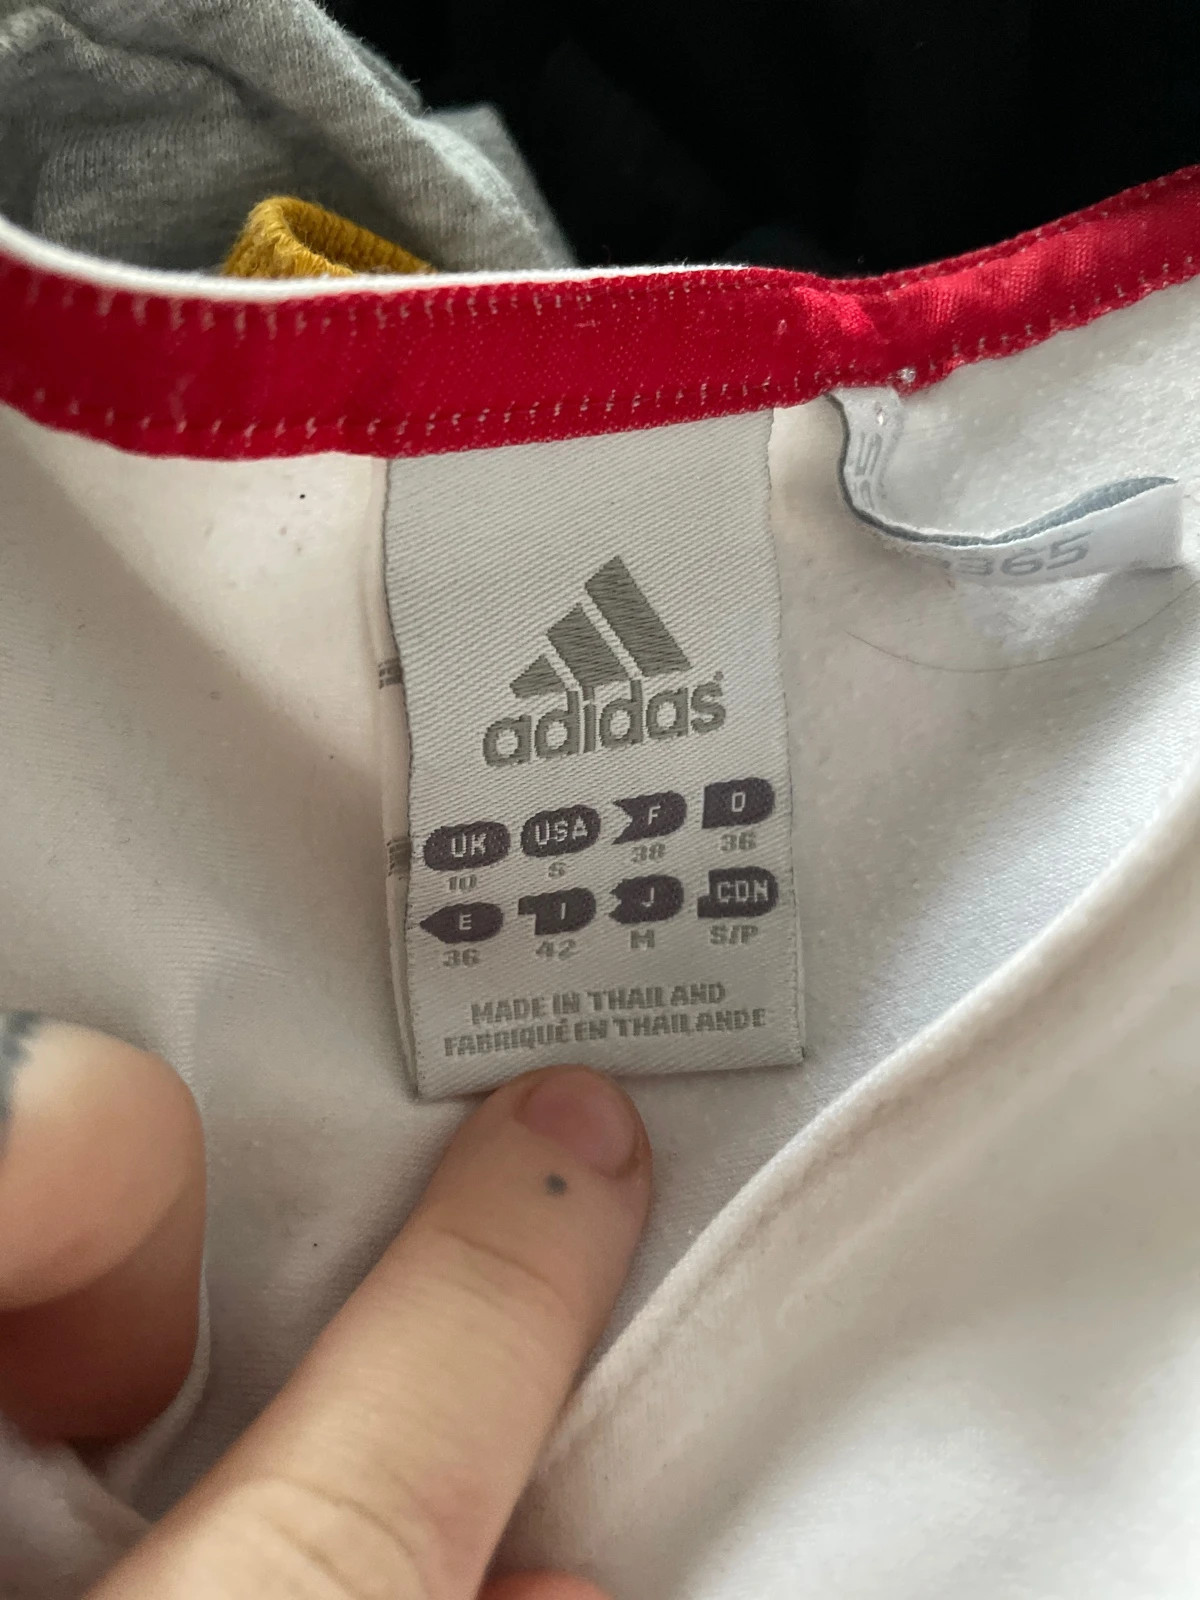 adidas
UK USA F D
10 S 38 36
E I J CDN
36 42 M S/P
MADE IN THAILAND
FABRIQUÉ EN THAILANDE
365